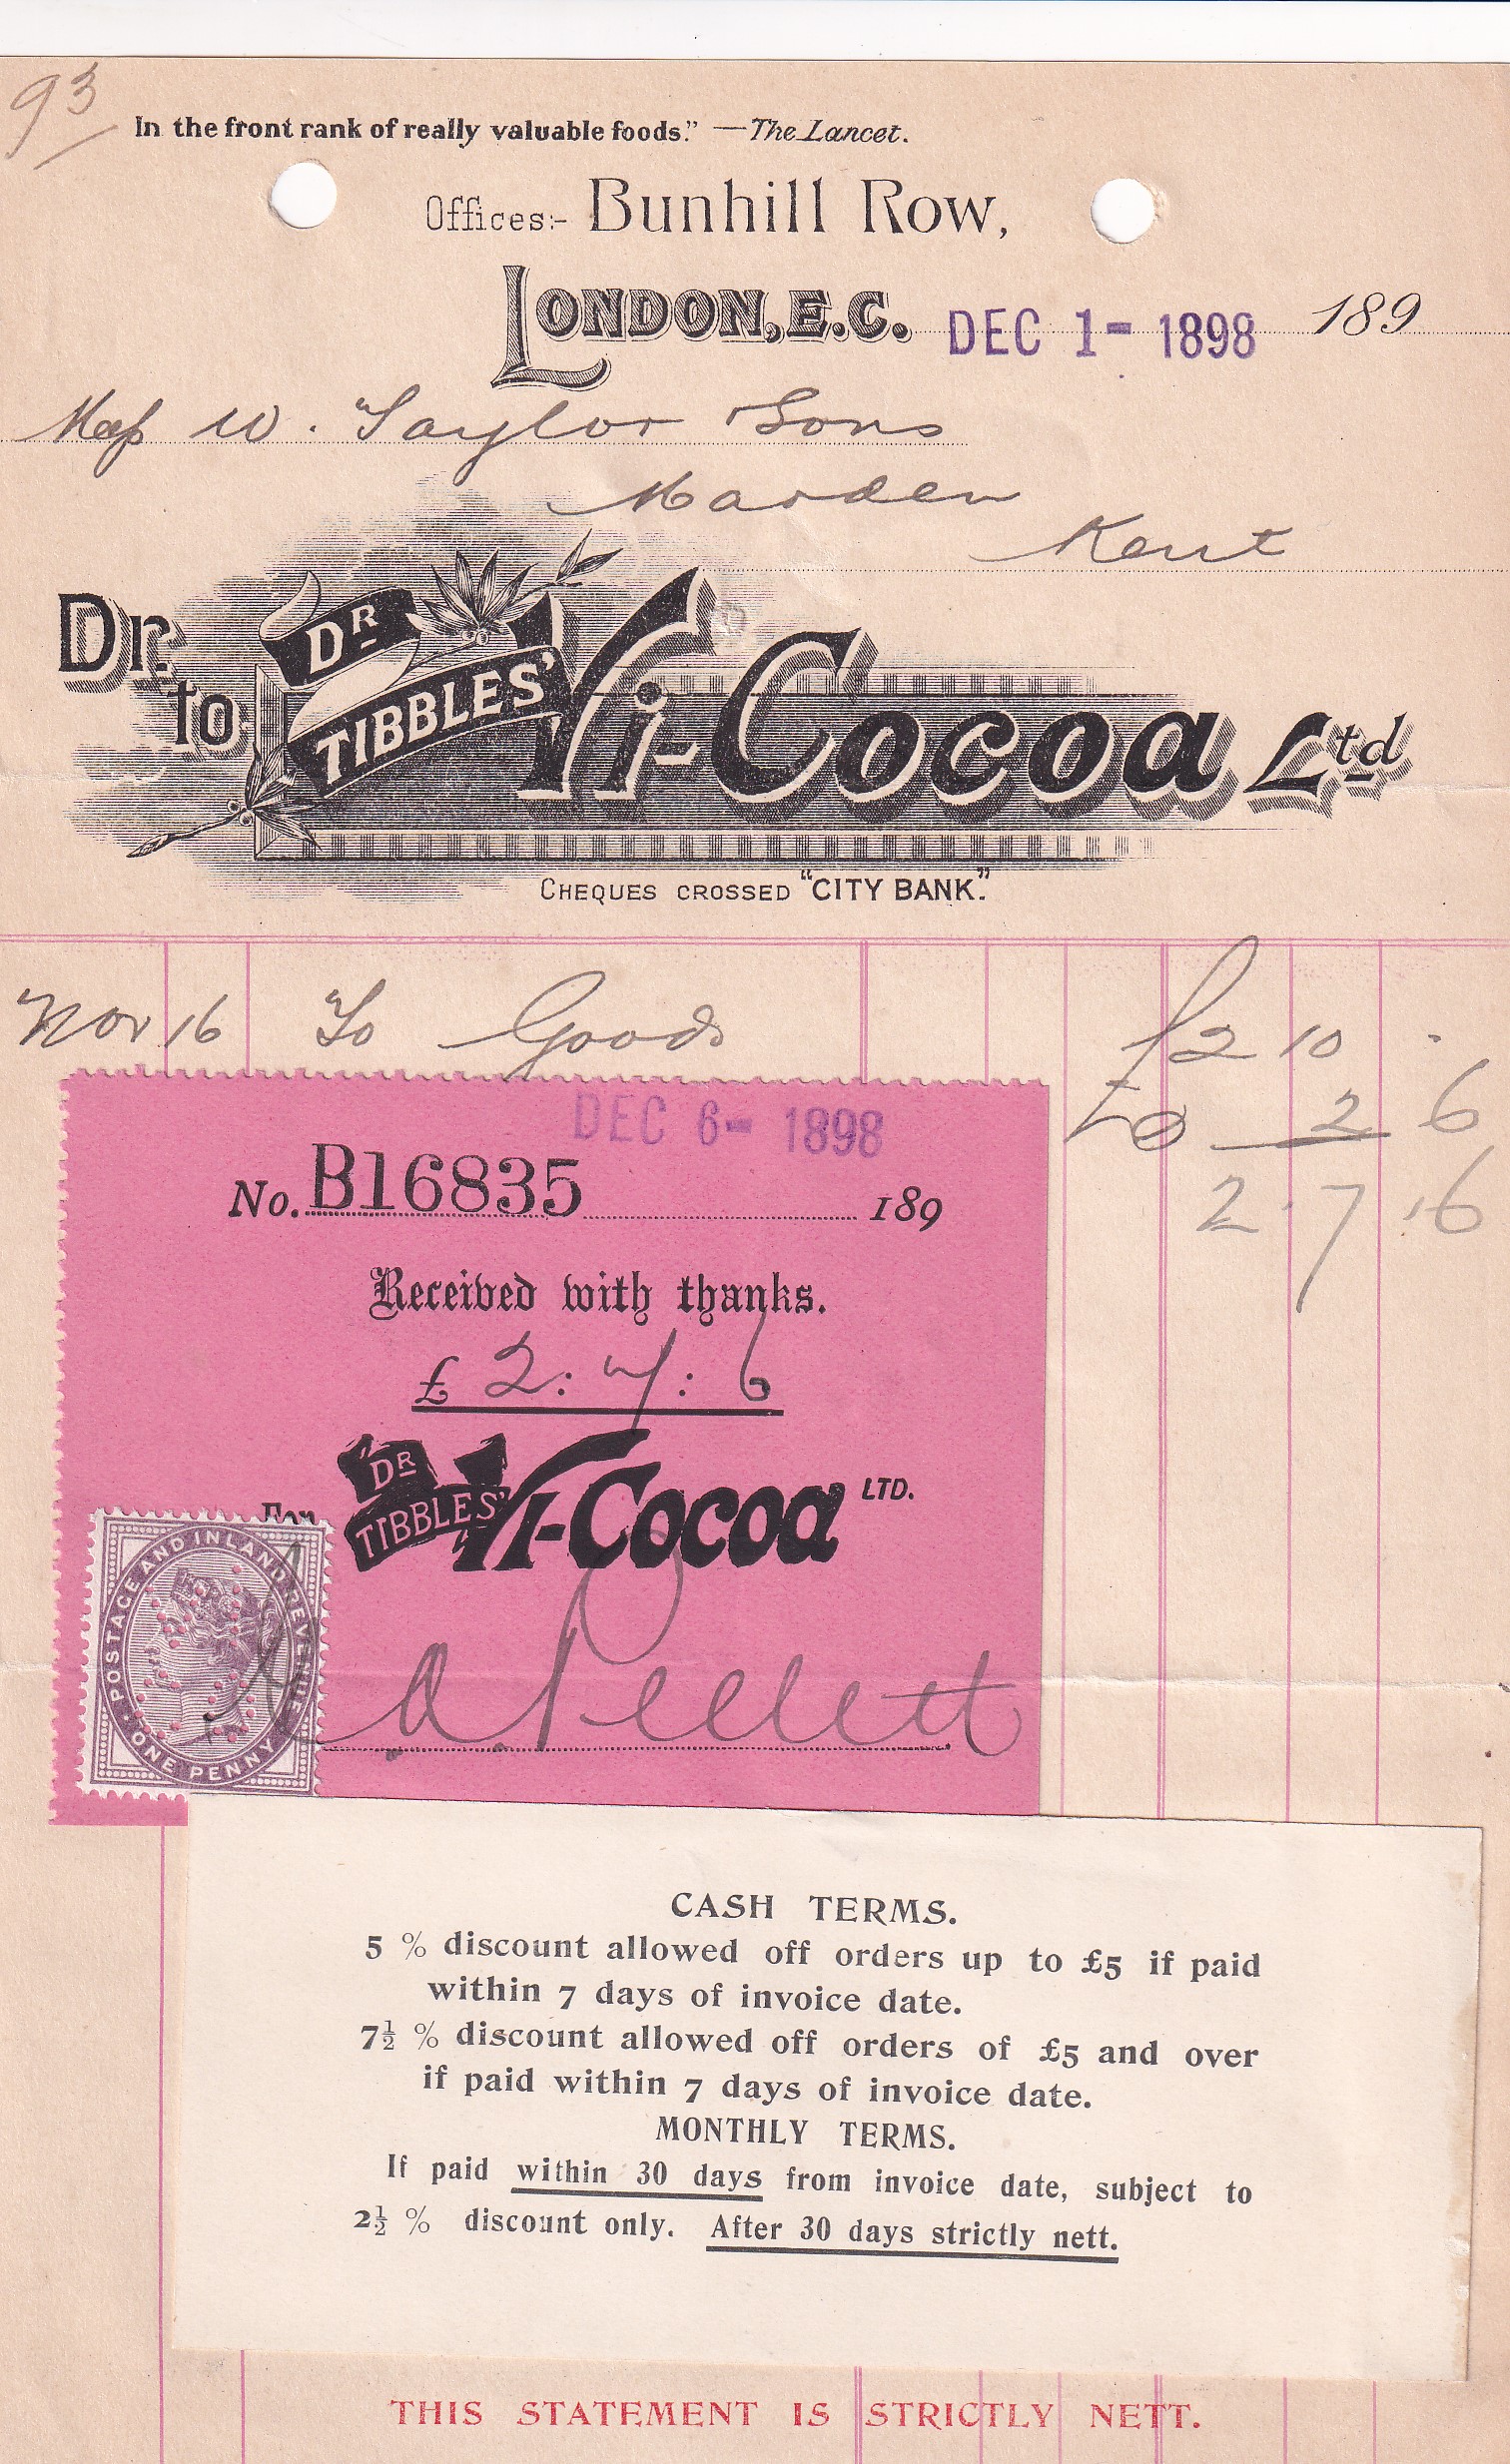 93
In the front rank of really valuable foods." — The Lancet.
Offices:- Bunhill Row,
LONDON, E.C. DEC 1- 1898 189
Mess W. Taylor Sons
Marden
Kent
Dr. to DR TIBBLES' Vi-Cocoa Ltd
CHEQUES CROSSED "CITY BANK".
Nov 16 To Goods £2 10 -
2 6
2 . 7 . 6
DEC 6- 1898
No. B16835 189
Received with thanks.
£ 2 : 7 : 6
For DR TIBBLES' Vi-Cocoa LTD.
POSTAGE AND INLAND REVENUE
ONE PENNY
A Pellett
CASH TERMS.
5 % discount allowed off orders up to £5 if paid
within 7 days of invoice date.
7½ % discount allowed off orders of £5 and over
if paid within 7 days of invoice date.
MONTHLY TERMS.
If paid within 30 days from invoice date, subject to
2½ % discount only. After 30 days strictly nett.
THIS STATEMENT IS STRICTLY NETT.